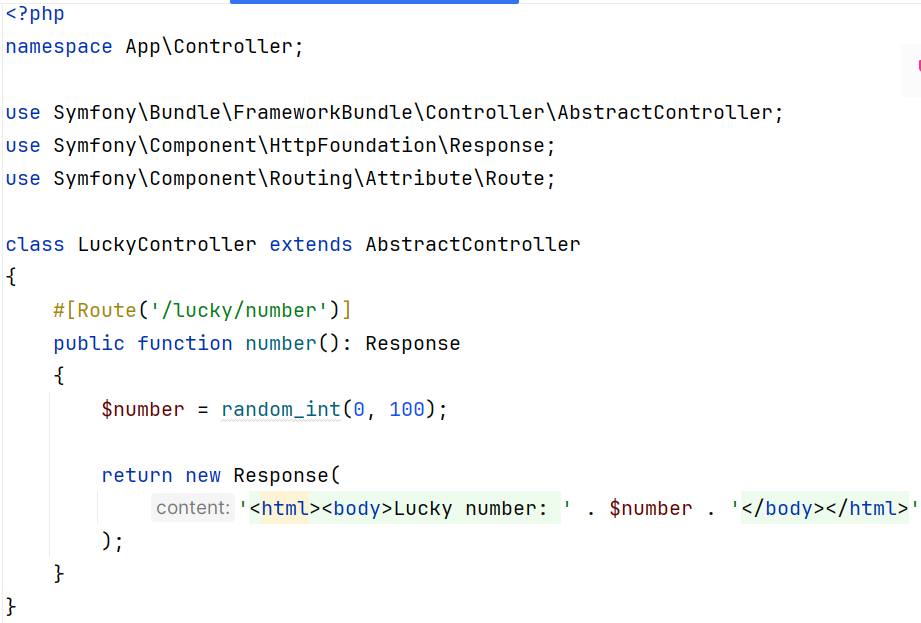 <?php
namespace App\Controller;
use Symfony\Bundle\FrameworkBundle\Controller\AbstractController;
use Symfony\Component\HttpFoundation\Response;
use Symfony\Component\Routing\Attribute\Route;
class LuckyController extends AbstractController
{
    #[Route('/lucky/number')]
    public function number(): Response
    {
        $number = random_int(0, 100);
        return new Response(
            content: '<html><body>Lucky number: ' . $number . '</body></html>'
        );
    }
}